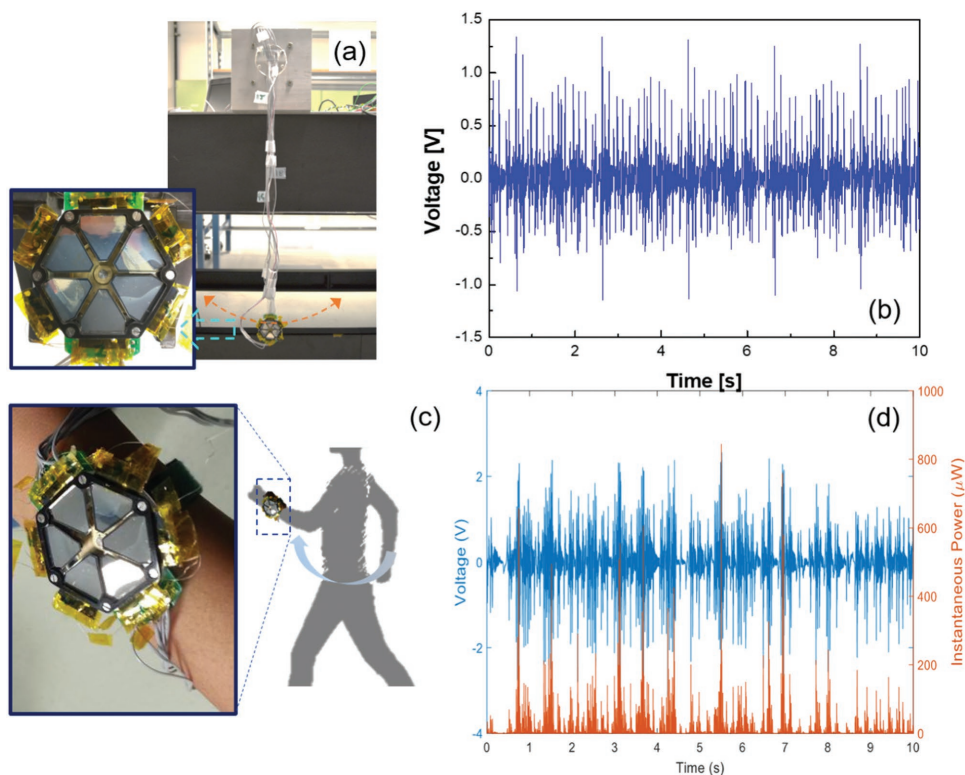 (a)
(b)
Voltage [V]
1.5
1.0
0.5
0.0
-0.5
-1.0
-1.5
0 2 4 6 8 10
Time [s]
(c)
(d)
Voltage (V)
4
2
0
-2
-4
0 1 2 3 4 5 6 7 8 9 10
Time (s)
1000
800
600
400
200
0
Instantaneous Power (μW)